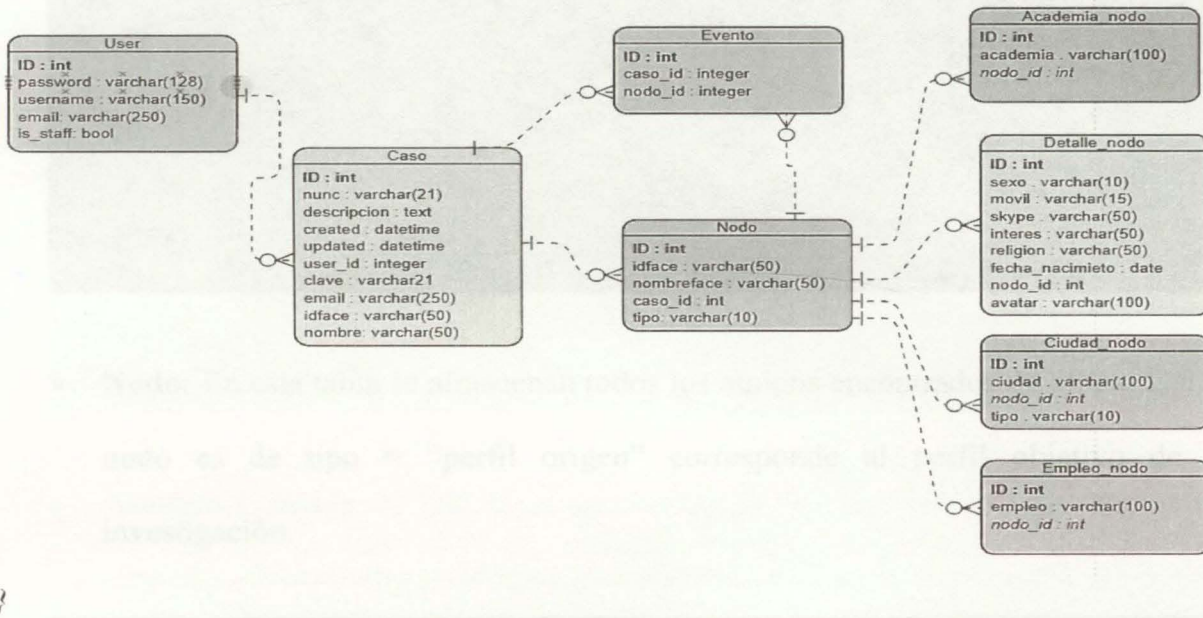 User
ID : int
password : varchar(128)
username : varchar(150)
email: varchar(250)
is_staff: bool
Caso
ID : int
nunc : varchar(21)
descripcion : text
created : datetime
updated : datetime
user_id : integer
clave : varchar21
email : varchar(250)
idface : varchar(50)
nombre: varchar(50)
Evento
ID : int
caso_id : integer
nodo_id : integer
Nodo
ID : int
idface : varchar(50)
nombreface : varchar(50)
caso_id : int
tipo: varchar(10)
Academia_nodo
ID : int
academia . varchar(100)
nodo_id : int
Detalle_nodo
ID : int
sexo . varchar(10)
movil : varchar(15)
skype . varchar(50)
interes : varchar(50)
religion : varchar(50)
fecha_nacimieto : date
nodo_id : int
avatar : varchar(100)
Ciudad_nodo
ID : int
ciudad . varchar(100)
nodo_id : int
tipo . varchar(10)
Empleo_nodo
ID : int
empleo : varchar(100)
nodo_id : int
Nodo: En esta tabla se almacenan todos los
nodo es de tipo "perfil origen" corresponde al perfil objetivo de
investigación